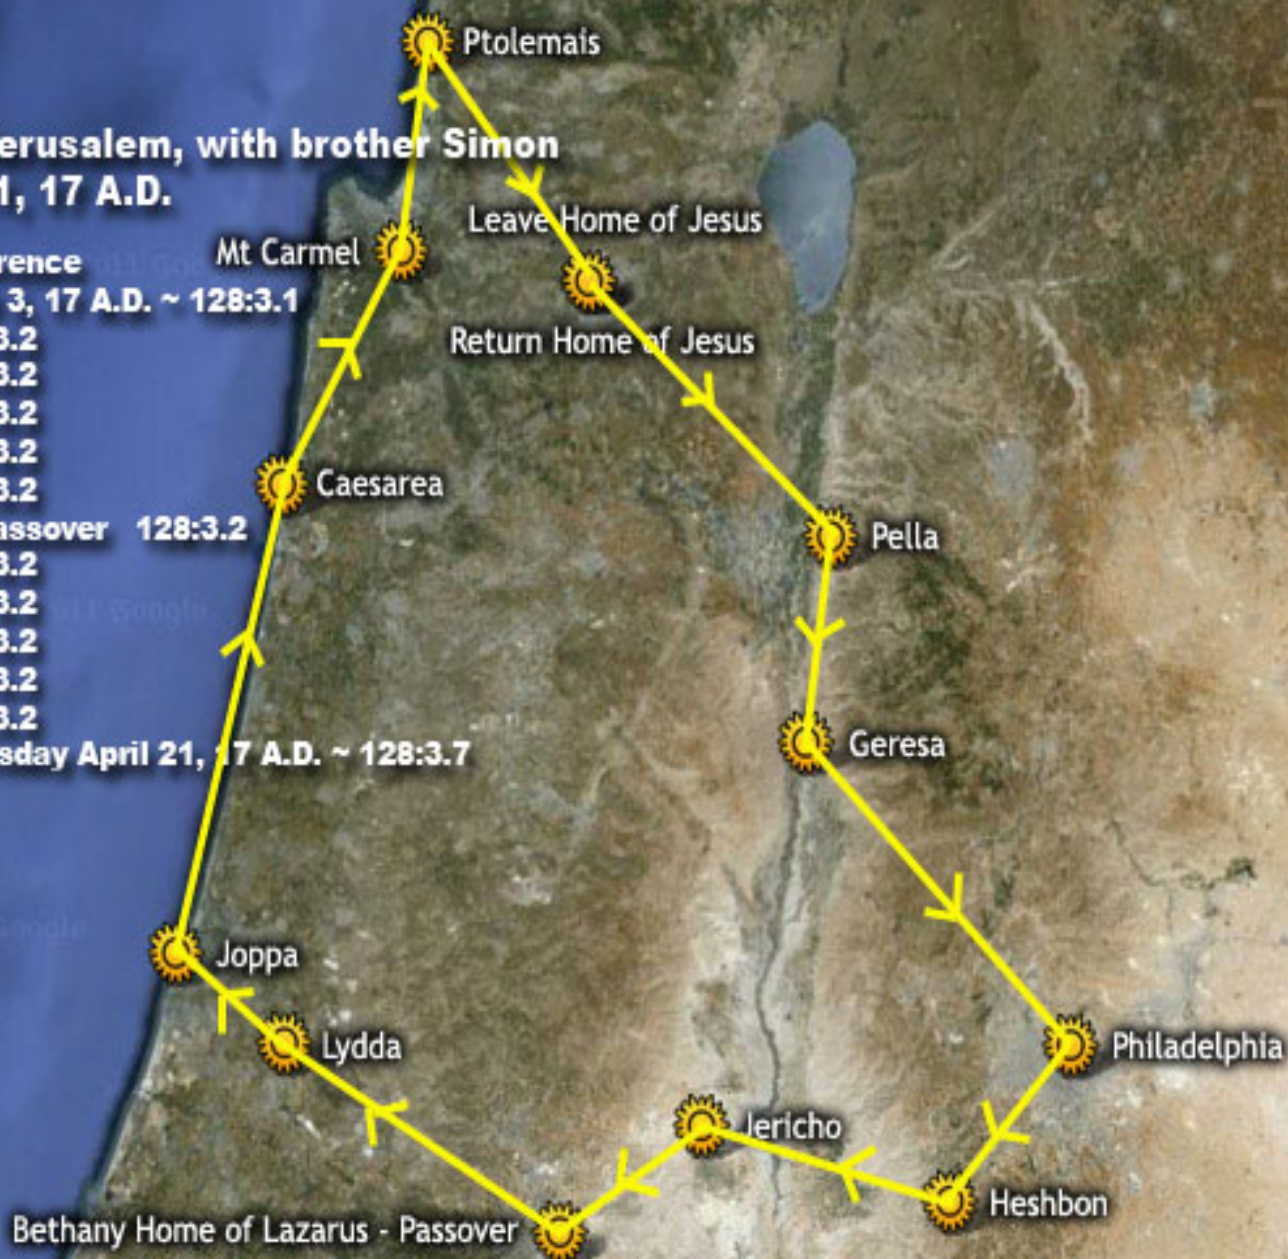 Ptolemais
erusalem, with brother Simon
1, 17 A.D.
Leave Home of Jesus
Mt Carmel
rence
3, 17 A.D. ~ 128:3.1
3.2
Return Home of Jesus
3.2
3.2
3.2
Caesarea
3.2
assover 128:3.2
Pella
3.2
3.2
3.2
3.2
3.2
Geresa
sday April 21, 17 A.D. ~ 128:3.7
Google
Joppa
Lydda
Philadelphia
Jericho
Heshbon
Bethany Home of Lazarus - Passover